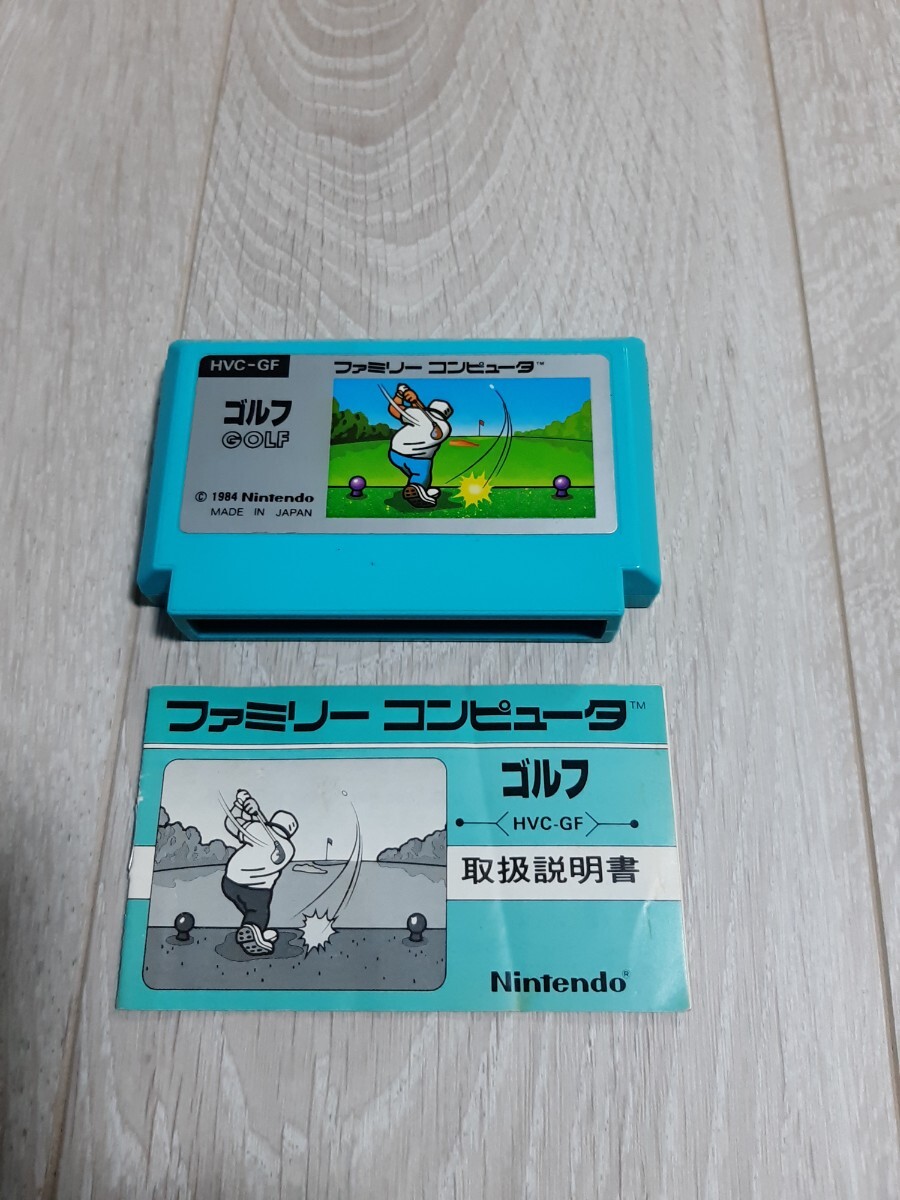 HVC-GF
ファミリー コンピュータ™
ゴルフ
GOLF
© 1984 Nintendo
MADE IN JAPAN
ファミリー コンピュータ™
ゴルフ
HVC-GF
取扱説明書
Nintendo®